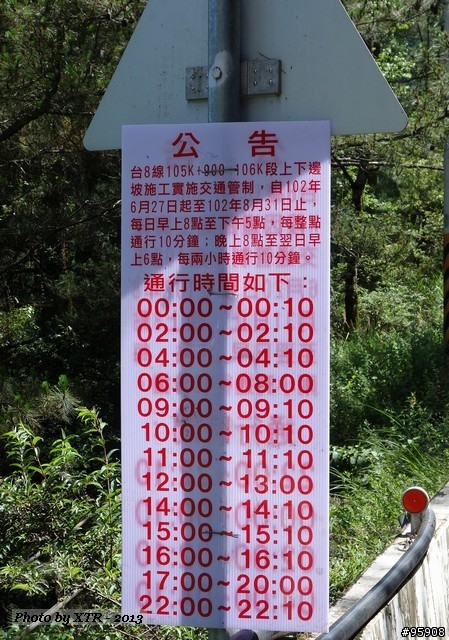 公告
台8線105K+900~106K段上下邊
坡施工實施交通管制，自102年
6月27日起至102年8月31日止，
每日早上8點至下午5點，每整點
通行10分鐘；晚上8點至翌日早
上6點，每兩小時通行10分鐘。
通行時間如下：
00:00~00:10
02:00~02:10
04:00~04:10
06:00~08:00
09:00~09:10
10:00~10:10
11:00~11:10
12:00~13:00
14:00~14:10
15:00~15:10
16:00~16:10
17:00~20:00
22:00~22:10
Photo by XTR - 2013
#95908